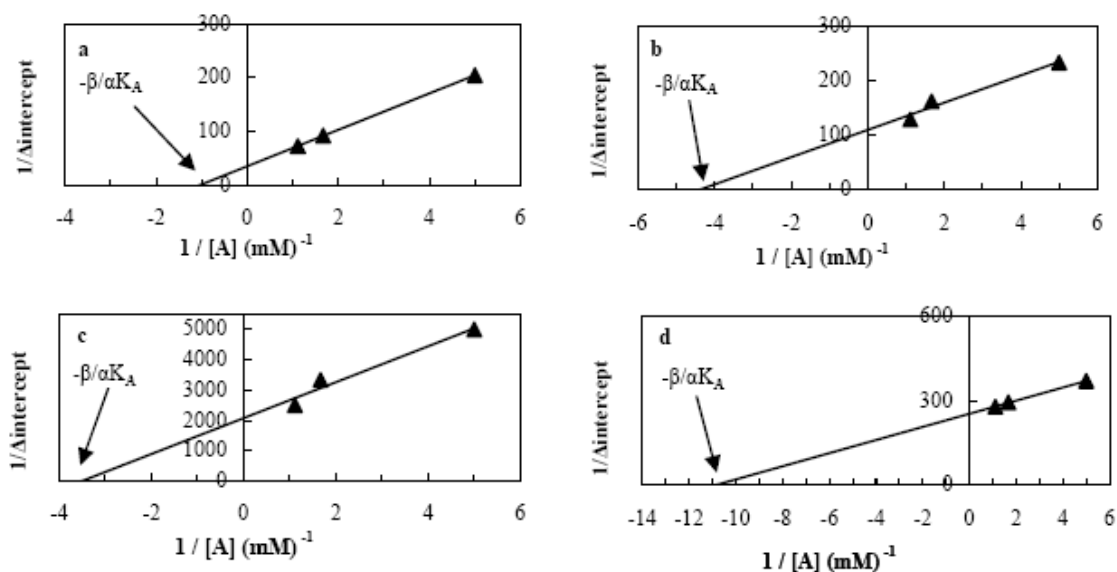 a
-β/αK_A
1/Δintercept
300
200
100
0
-4 -2 0 2 4 6
1 / [A] (mM)⁻¹
b
-β/αK_A
1/Δintercept
300
200
100
0
-6 -4 -2 0 2 4 6
1 / [A] (mM)⁻¹
c
-β/αK_A
1/Δintercept
5000
4000
3000
2000
1000
0
-4 -2 0 2 4 6
1 / [A] (mM)⁻¹
d
-β/αK_A
1/Δintercept
600
300
0
-14 -12 -10 -8 -6 -4 -2 0 2 4 6
1 / [A] (mM)⁻¹